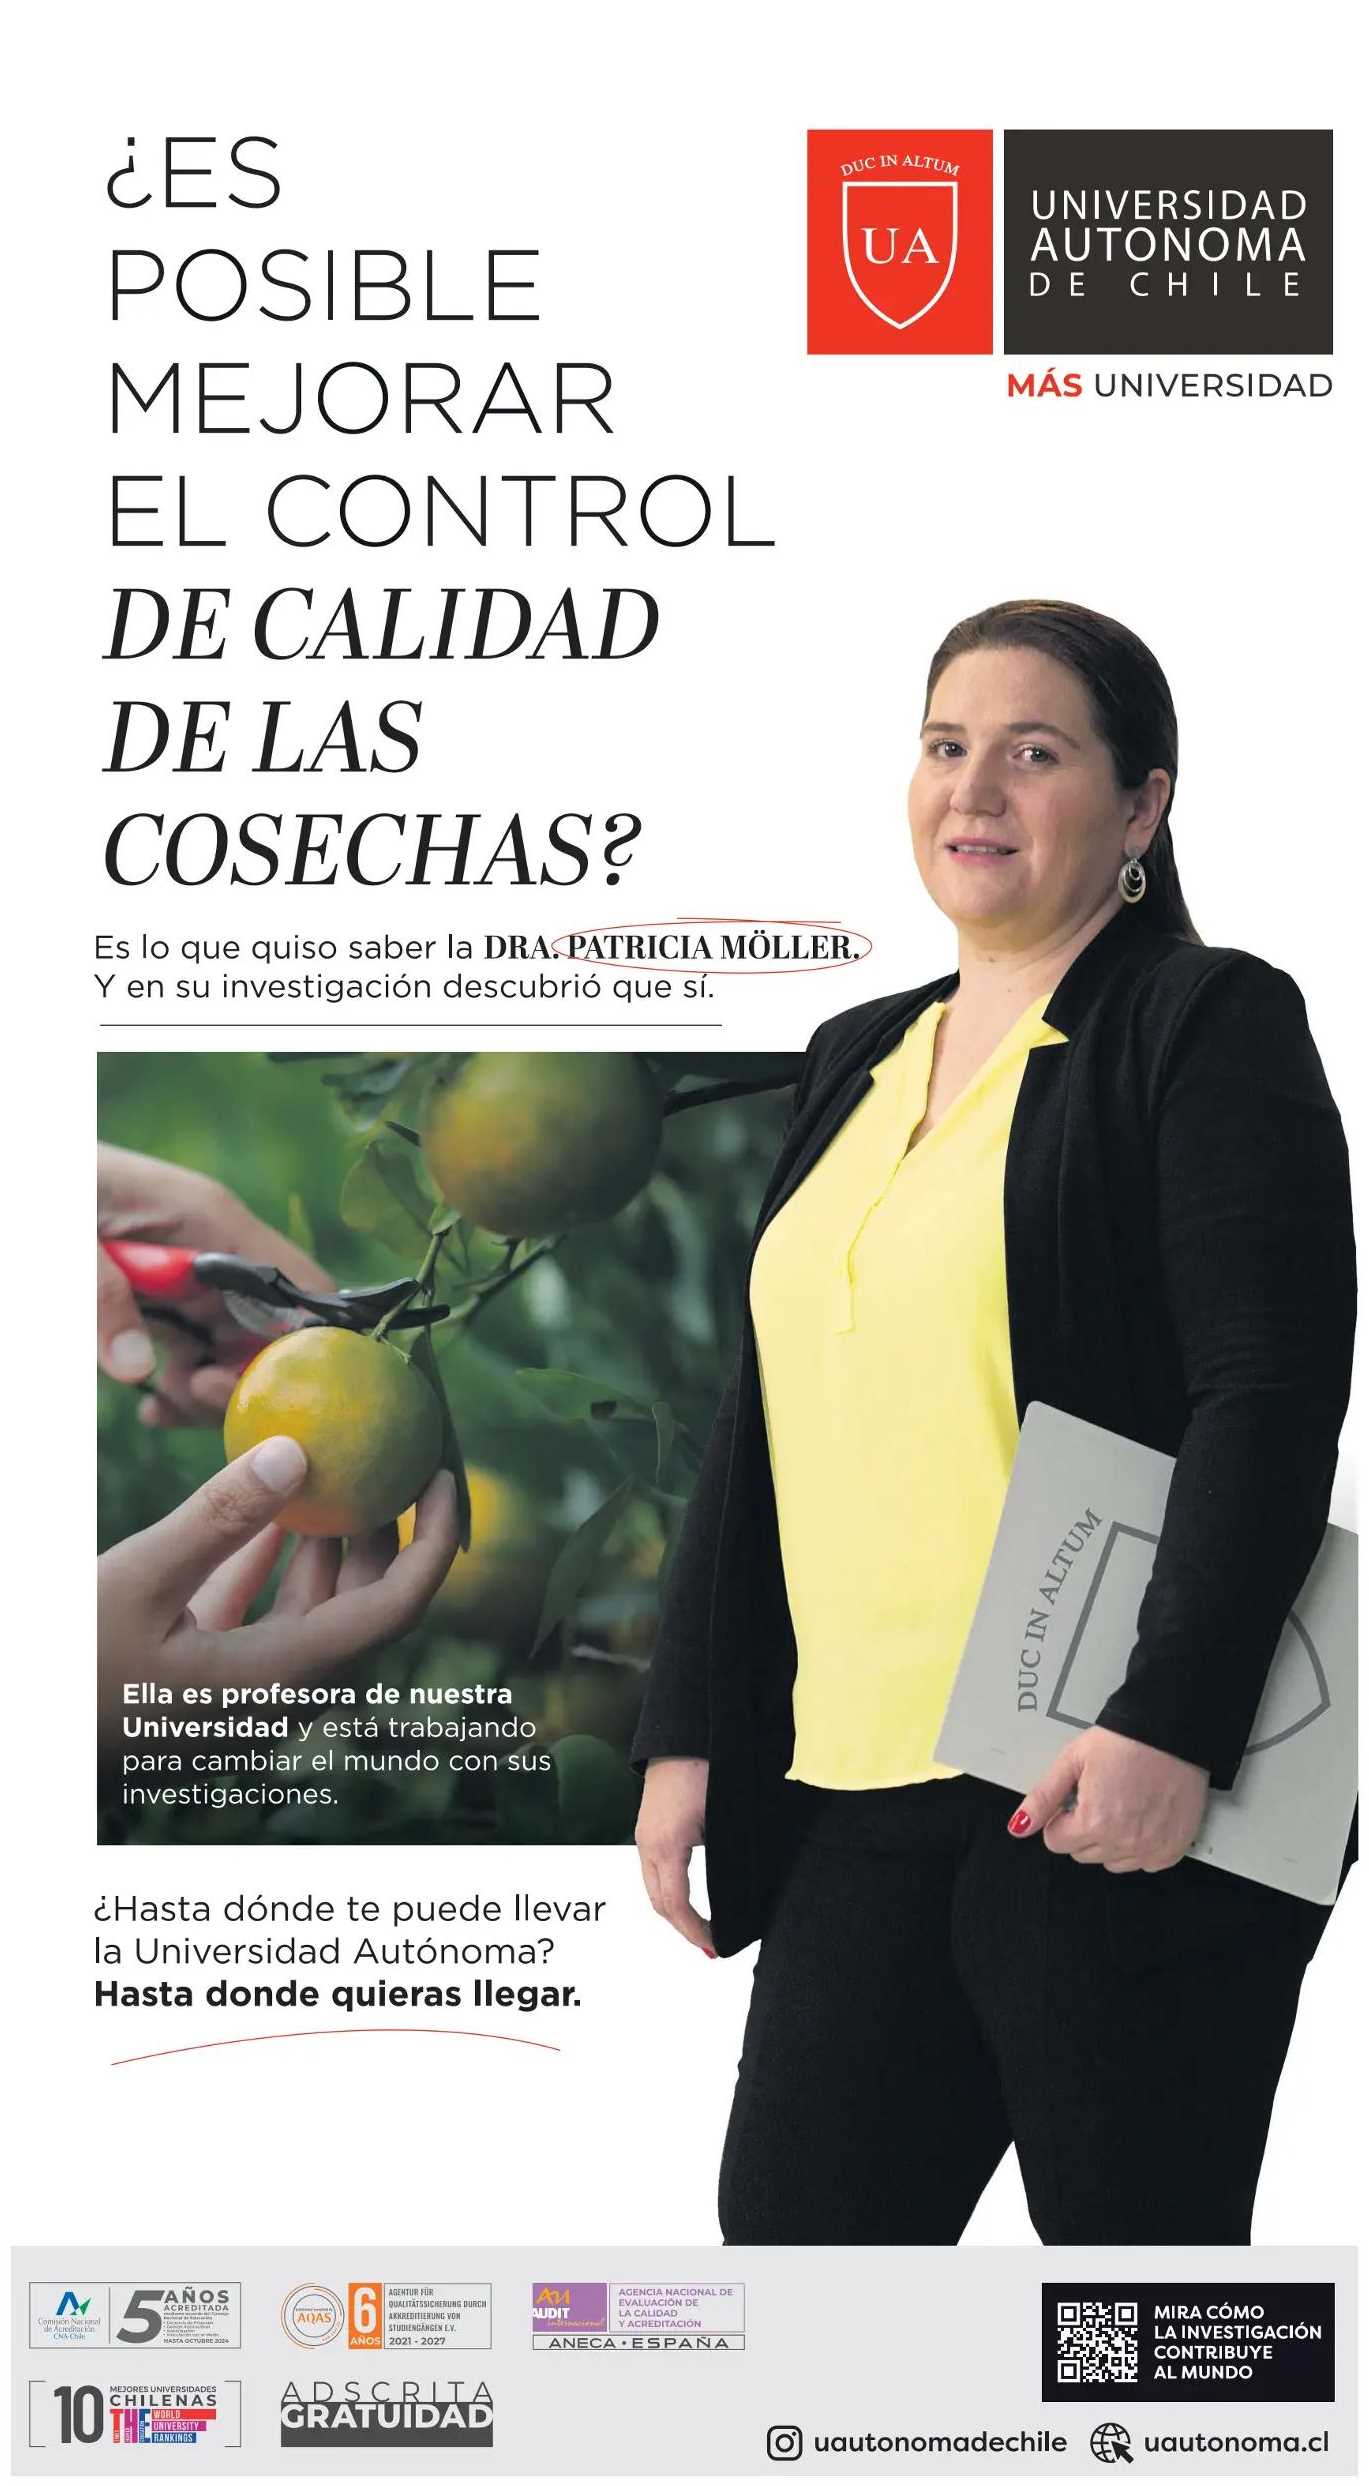 ¿ES
POSIBLE
MEJORAR
EL CONTROL
DE CALIDAD
DE LAS
COSECHAS?
DUC IN ALTUM
UA
UNIVERSIDAD
AUTONOMA
DE CHILE
MÁS UNIVERSIDAD
Es lo que quiso saber la DRA. PATRICIA MÖLLER.
Y en su investigación descubrió que sí.
Ella es profesora de nuestra
Universidad y está trabajando
para cambiar el mundo con sus
investigaciones.
DUC IN ALTUM
¿Hasta dónde te puede llevar
la Universidad Autónoma?
Hasta donde quieras llegar.
Comisión Nacional
de Acreditación
CNA-Chile
5 AÑOS
ACREDITADA
HASTA OCTUBRE 2024
AQAS
6
AÑOS
AGENTUR FÜR
QUALITÄTSSICHERUNG DURCH
AKKREDITIERUNG VON
STUDIENGÄNGEN E.V.
2021 - 2027
AUDIT
internacional
AGENCIA NACIONAL DE
EVALUACIÓN DE
LA CALIDAD
Y ACREDITACIÓN
ANECA • ESPAÑA
10
MEJORES UNIVERSIDADES
CHILENAS
THE
WORLD
UNIVERSITY
RANKINGS
ADSCRITA
GRATUIDAD
MIRA CÓMO
LA INVESTIGACIÓN
CONTRIBUYE
AL MUNDO
uautonomadechile
uautonoma.cl